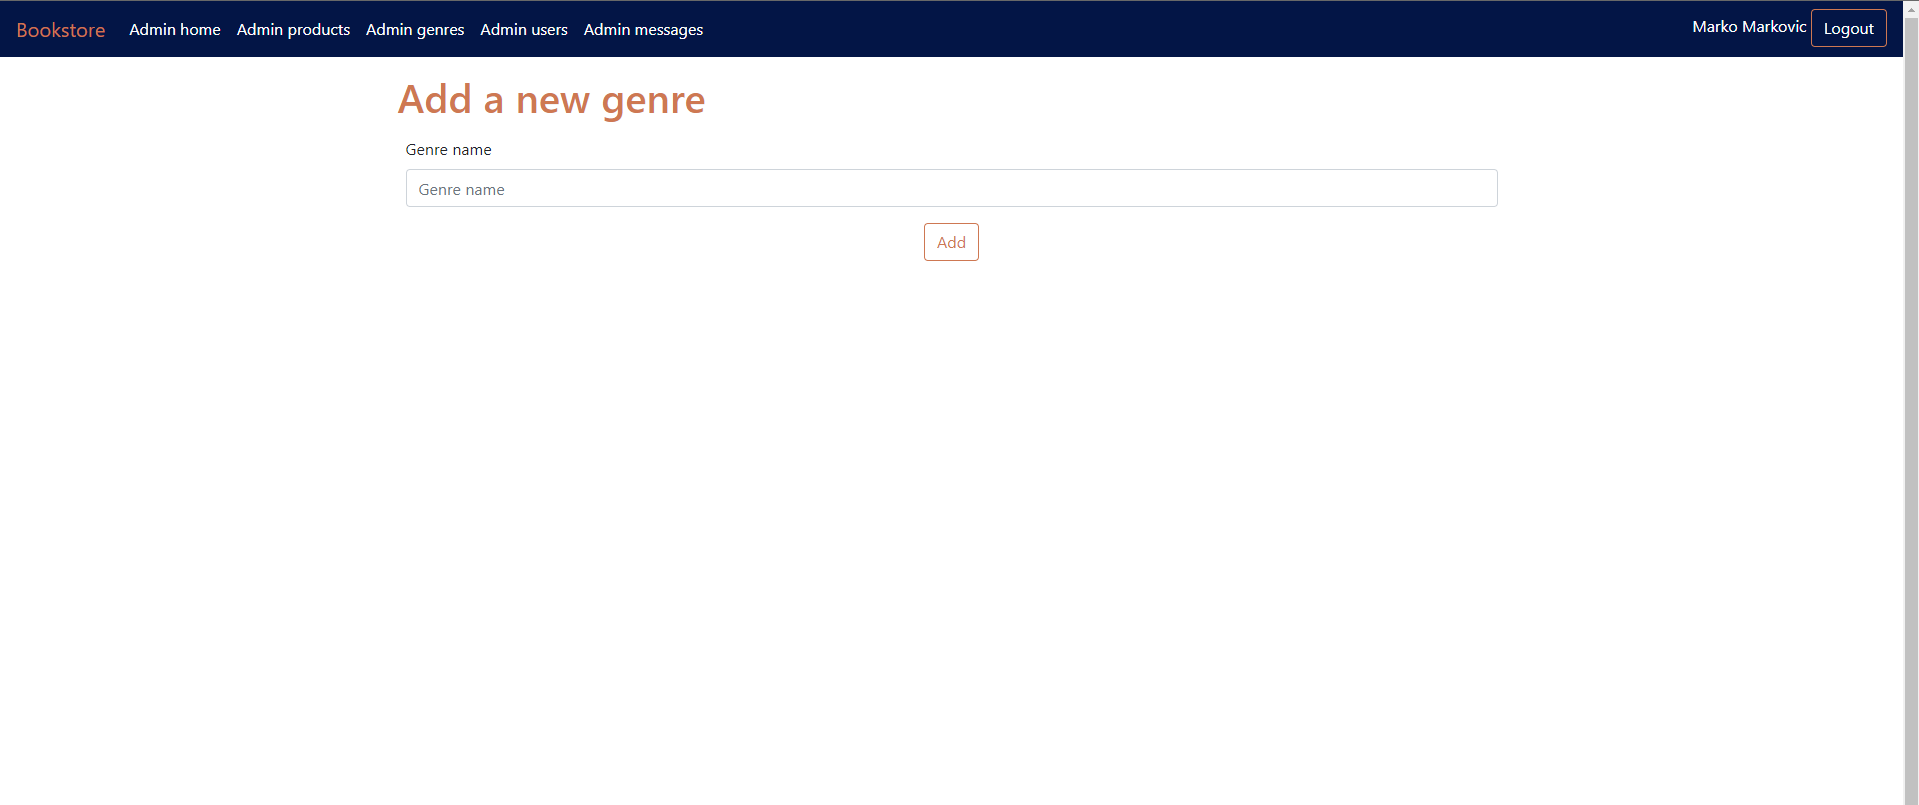 Bookstore Admin home Admin products Admin genres Admin users Admin messages Marko Markovic Logout
Add a new genre
Genre name
Genre name
Add